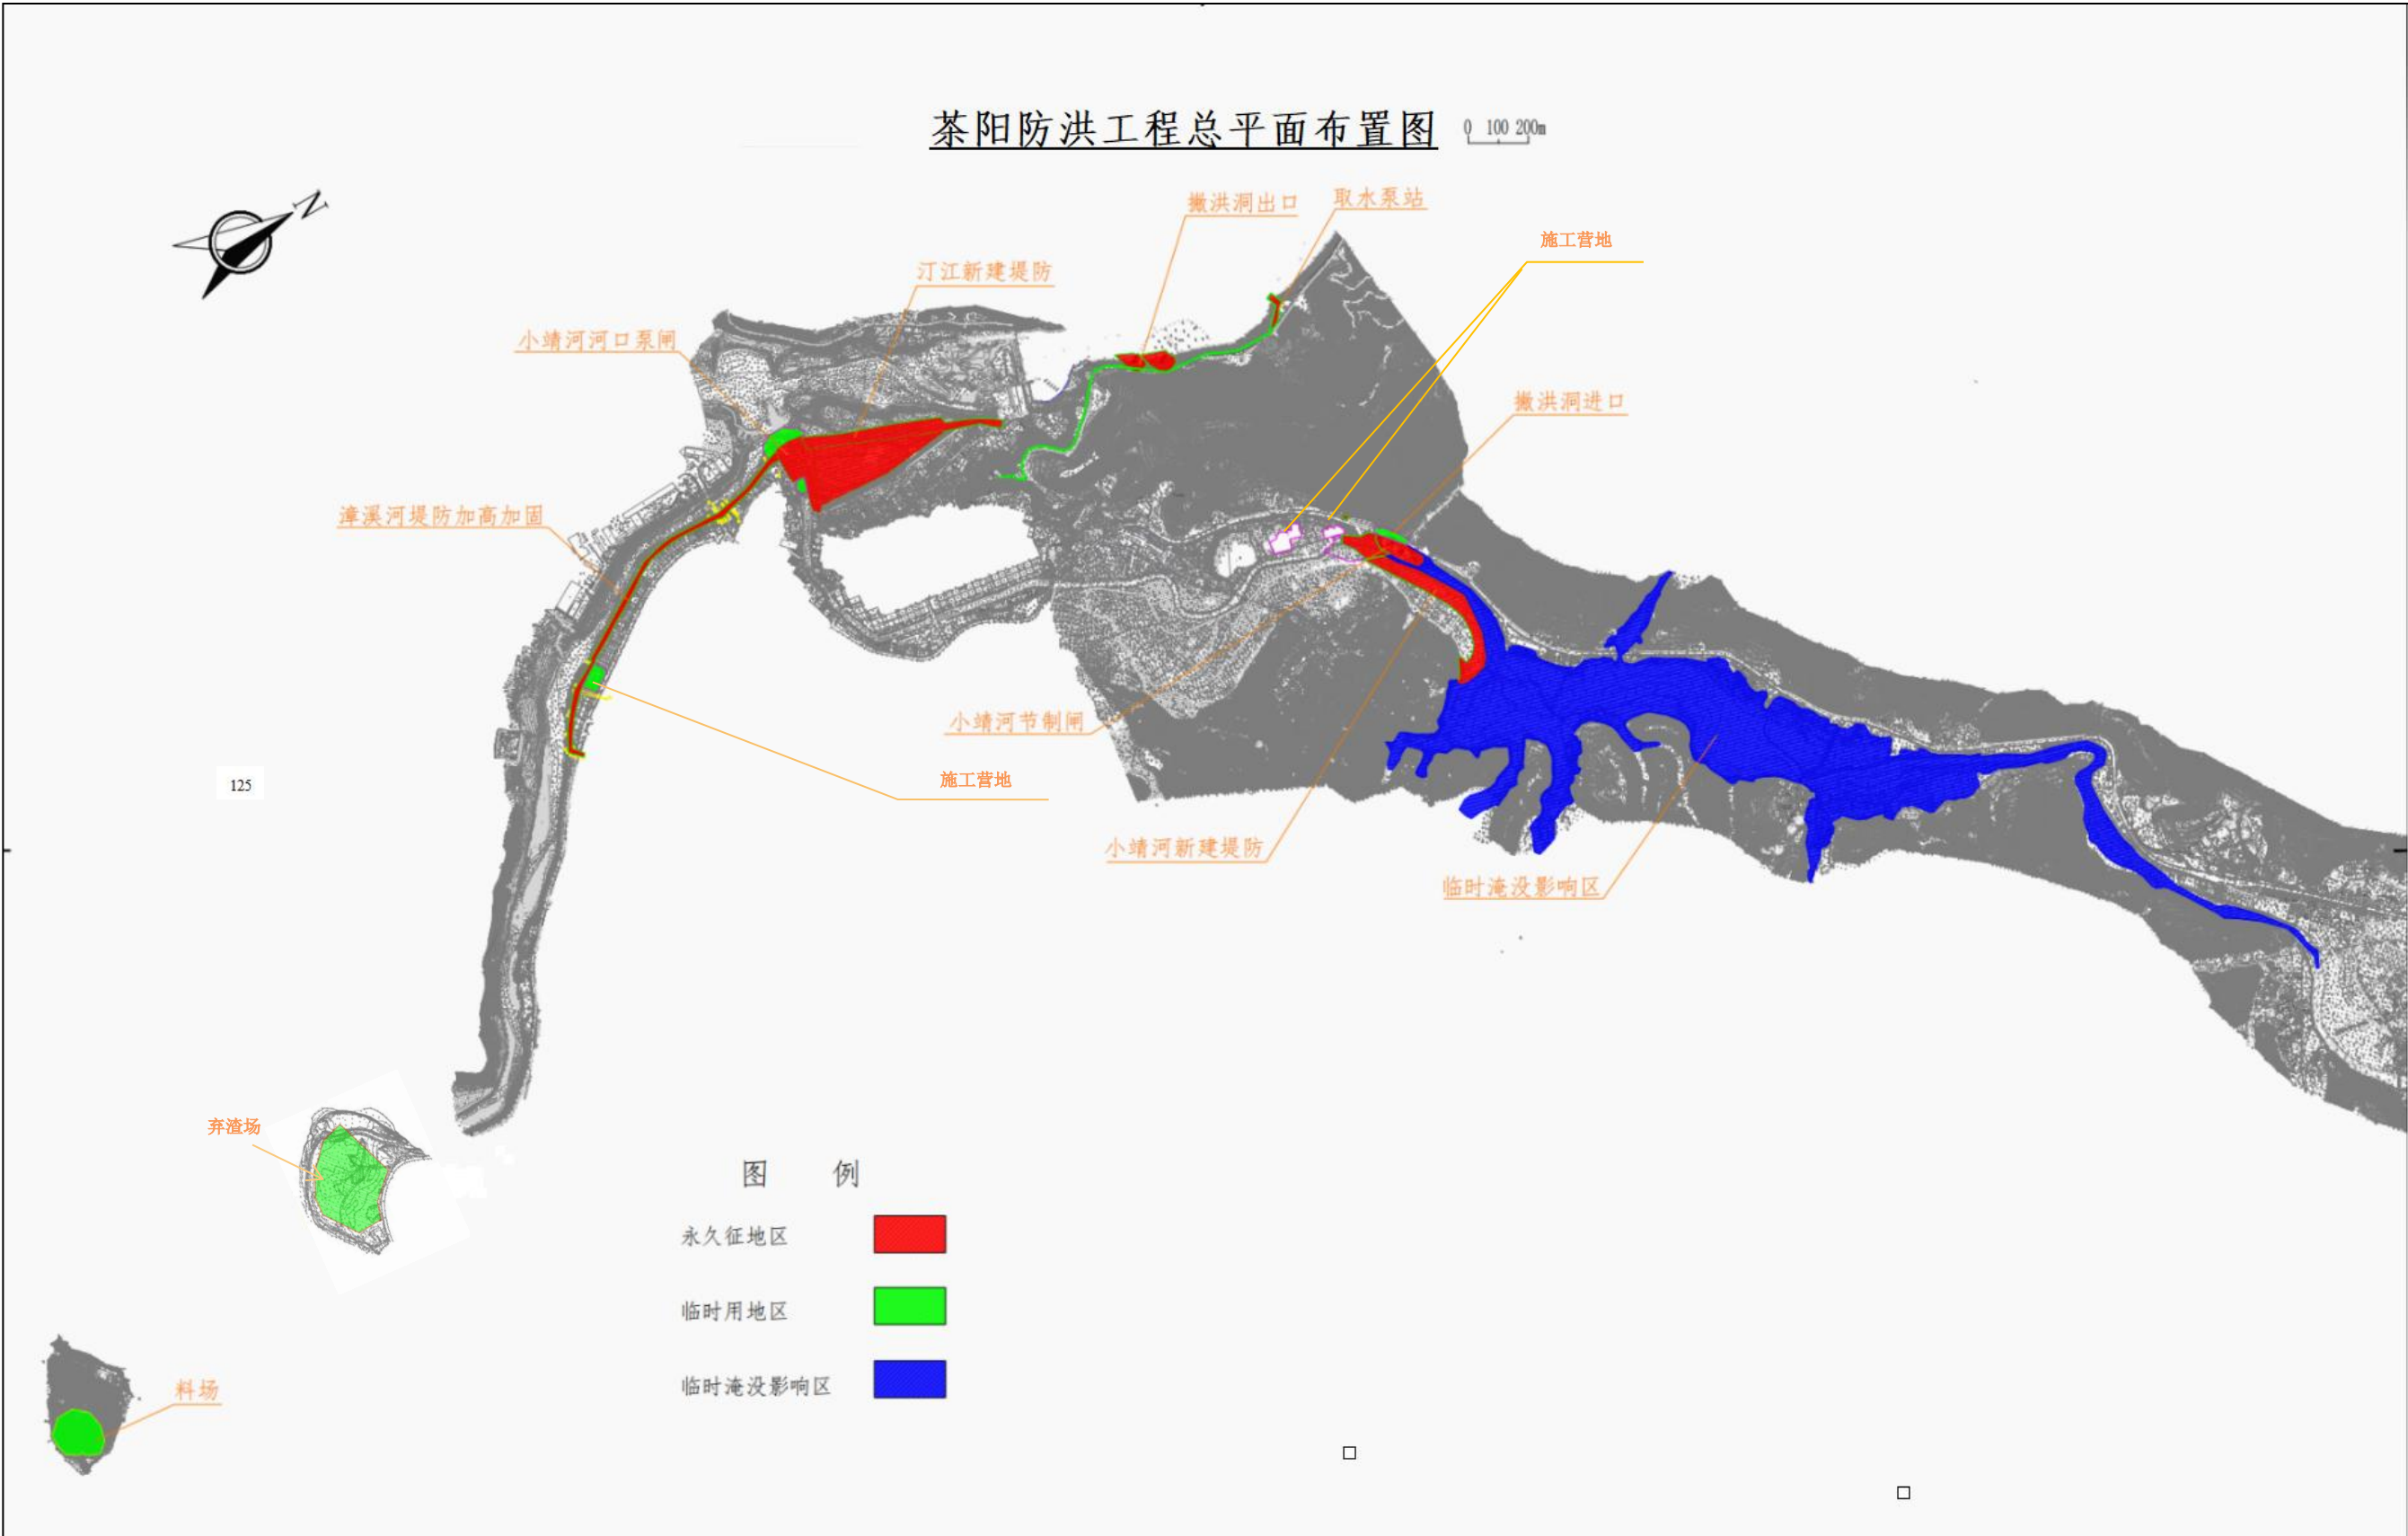 茶阳防洪工程总平面布置图
0 100 200m
N
撇洪洞出口
取水泵站
施工营地
汀江新建堤防
小靖河河口泵闸
撇洪洞进口
漳溪河堤防加高加固
小靖河节制闸
施工营地
125
小靖河新建堤防
临时淹没影响区
弃渣场
图 例
永久征地区
临时用地区
临时淹没影响区
料场